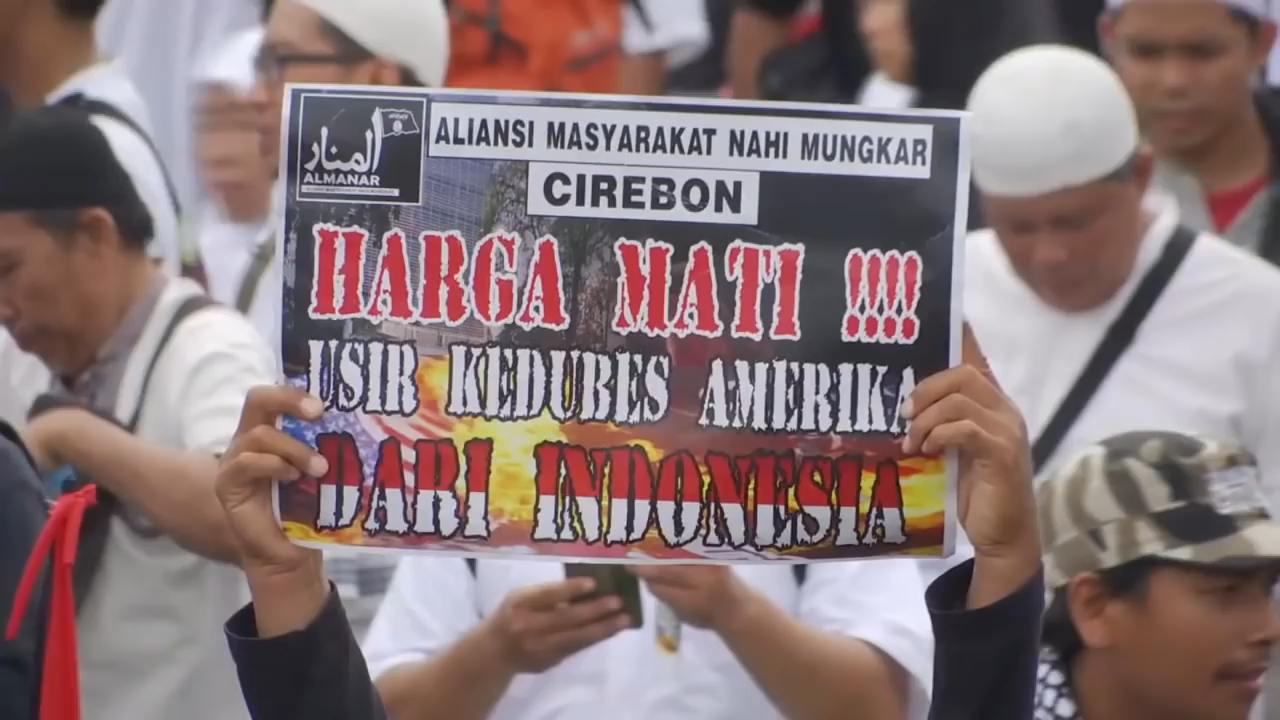 المنار
ALMANAR
ALIANSI MASYARAKAT NAHI MUNGKAR
CIREBON
HARGA MATI !!!!
USIR KEDUBES AMERIKA
DARI INDONESIA